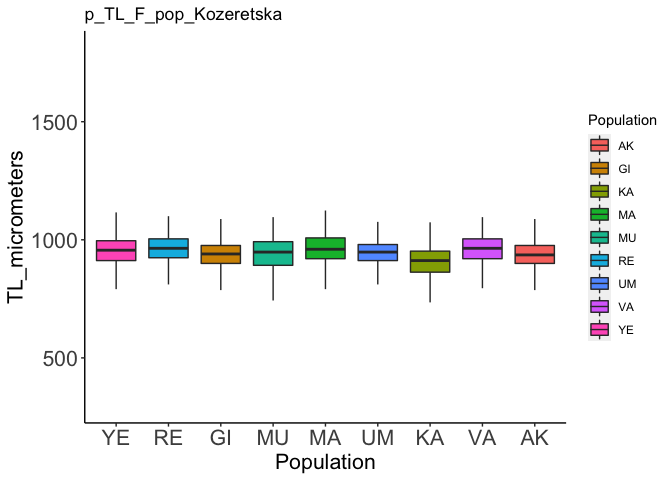 p_TL_F_pop_Kozeretska
TL_micrometers
1500
1000
500
YE RE GI MU MA UM KA VA AK
Population
Population
AK
GI
KA
MA
MU
RE
UM
VA
YE